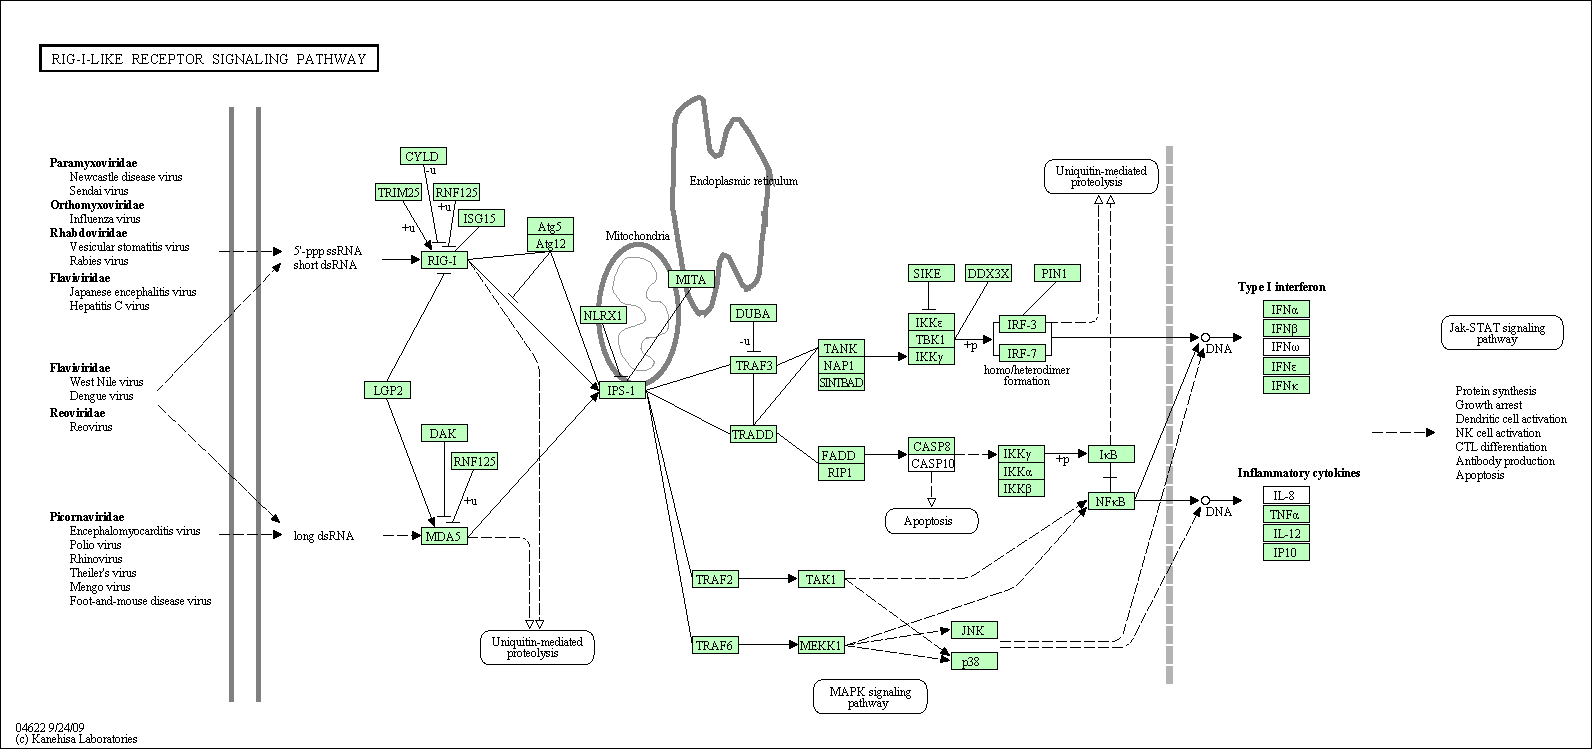 RIG-I-LIKE RECEPTOR SIGNALING PATHWAY
Paramyxoviridae
Newcastle disease virus
Sendai virus
Orthomyxoviridae
Influenza virus
Rhabdoviridae
Vesicular stomatitis virus
Rabies virus
Flaviviridae
Japanese encephalitis virus
Hepatitis C virus
Flaviviridae
West Nile virus
Dengue virus
Reoviridae
Reovirus
Picornaviridae
Encephalomyocarditis virus
Polio virus
Rhinovirus
Theiler's virus
Mengo virus
Foot-and-mouse disease virus
5'-ppp ssRNA
short dsRNA
long dsRNA
CYLD
-u
TRIM25
RNF125
+u
+u
ISG15
RIG-I
Atg5
Atg12
LGP2
DAK
RNF125
+u
MDA5
Uniquitin-mediated
proteolysis
Mitochondria
Endoplasmic reticulum
MITA
NLRX1
IPS-1
DUBA
-u
TRAF3
TRADD
TRAF2
TRAF6
TANK
NAP1
SINTBAD
FADD
RIP1
TAK1
MEKK1
MAPK signaling
pathway
SIKE
DDX3X
PIN1
IKKε
TBK1
IKKγ
+p
IRF-3
IRF-7
homo/heterodimer
formation
Uniquitin-mediated
proteolysis
CASP8
CASP10
Apoptosis
IKKγ
IKKα
IKKβ
+p
IκB
NFκB
JNK
p38
DNA
DNA
Type I interferon
IFNα
IFNβ
IFNω
IFNε
IFNκ
Inflammatory cytokines
IL-8
TNFα
IL-12
IP10
Jak-STAT signaling
pathway
Protein synthesis
Growth arrest
Dendritic cell activation
NK cell activation
CTL differentiation
Antibody production
Apoptosis
04622 9/24/09
(c) Kanehisa Laboratories